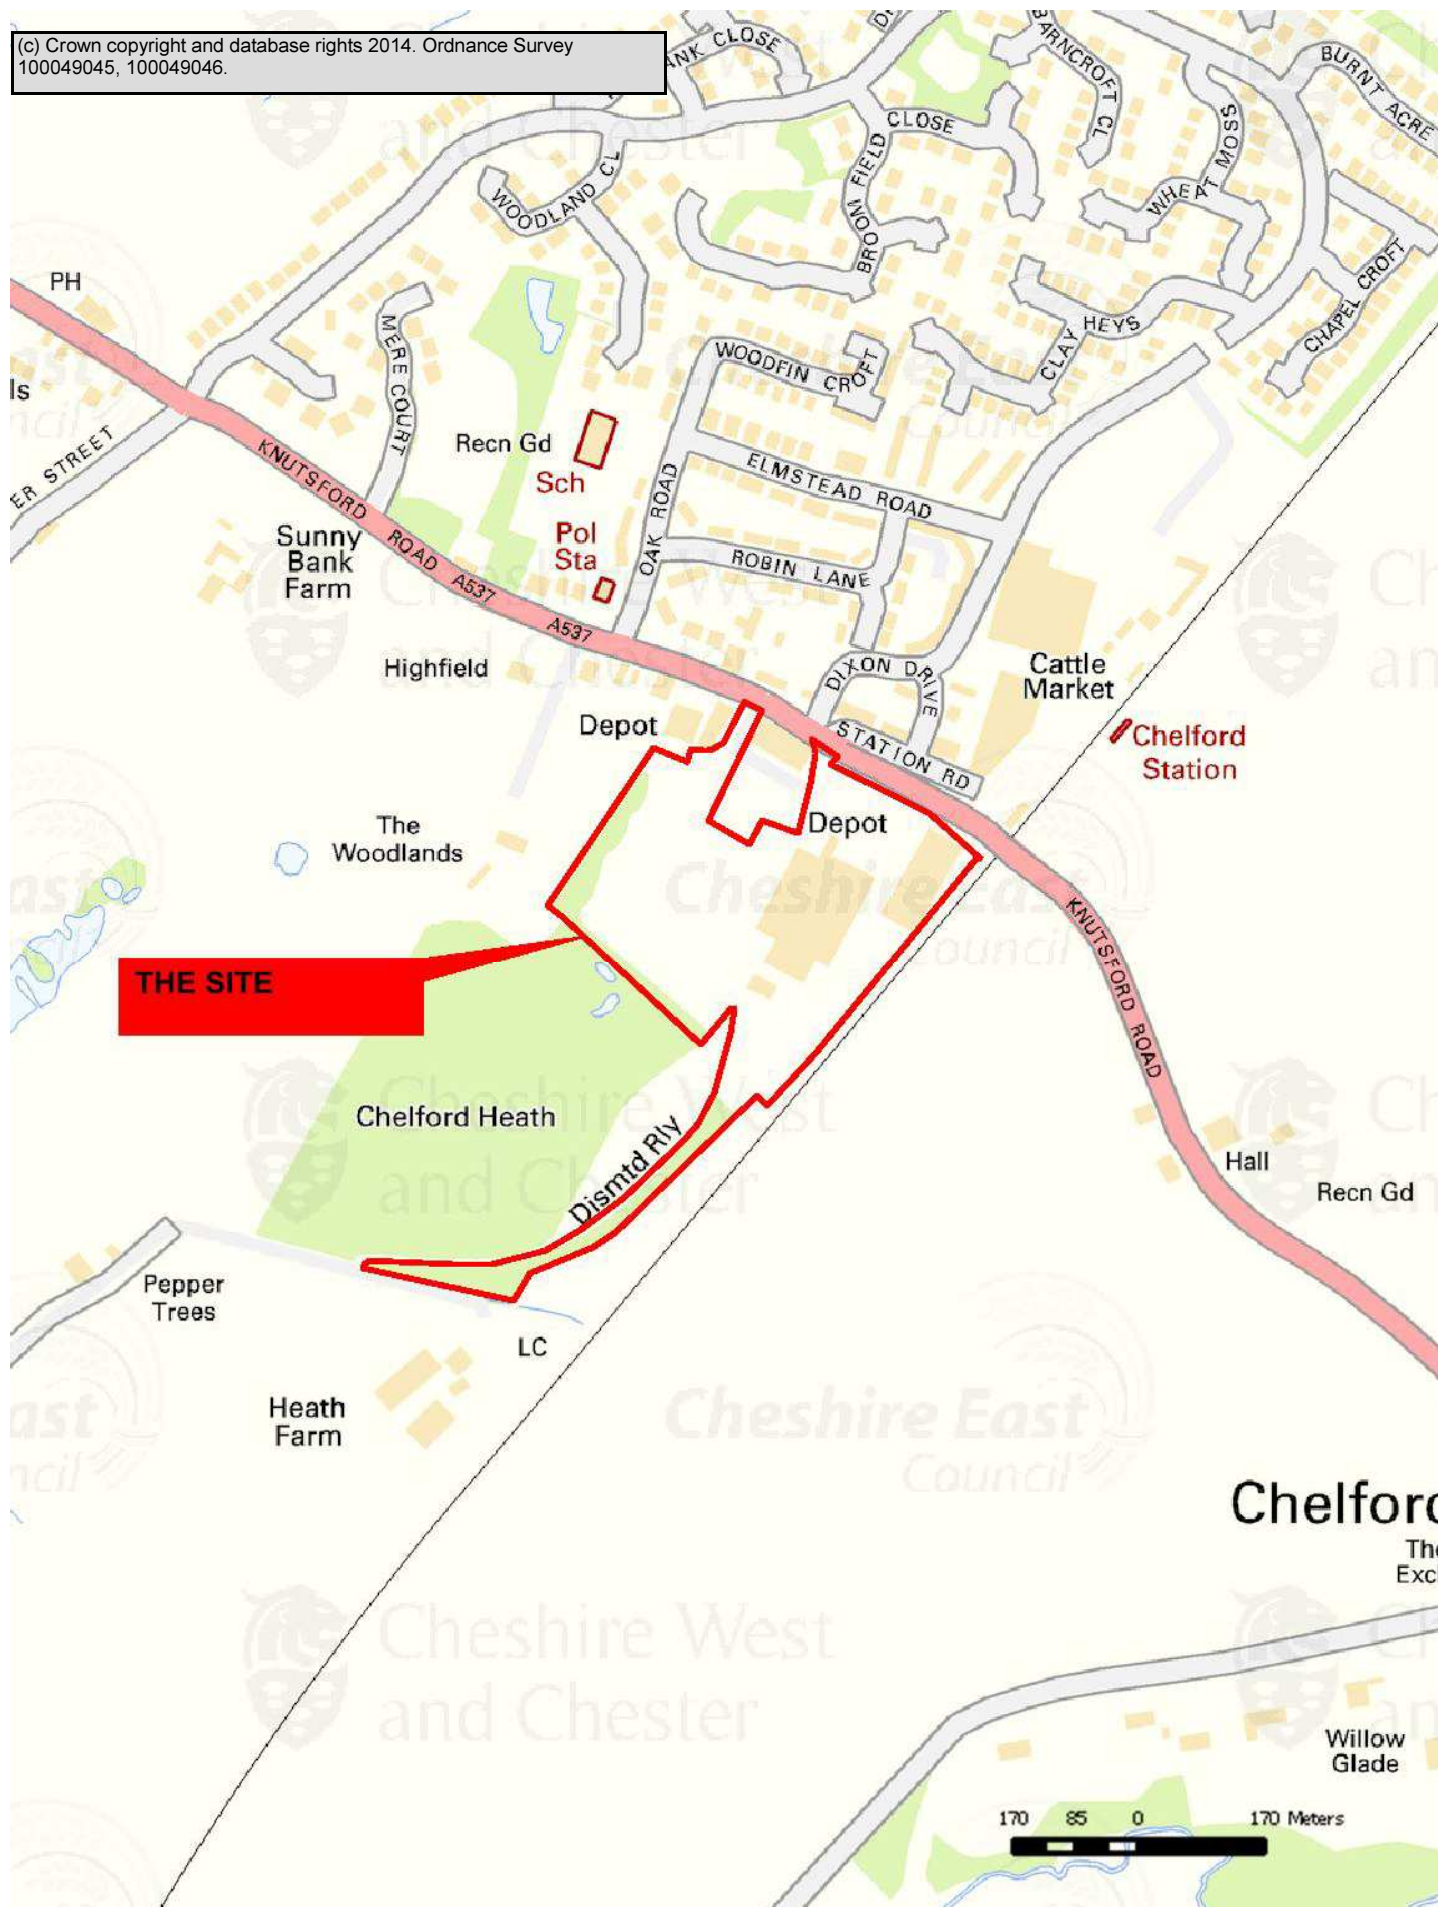 (c) Crown copyright and database rights 2014. Ordnance Survey
100049045, 100049046.
CLOSE
BARNCROFT CL
BURNT ACRE
CLOSE
BROOM FIELD
WHEAT MOSS
WOODLAND CL
CHAPEL CROFT
PH
MERE COURT
CLAY HEYS
WOODFIN CROFT
KNUTSFORD ROAD A537
STREET
Recn Gd
Sch
ELMSTEAD ROAD
OAK ROAD
Pol
Sta
ROBIN LANE
Sunny
Bank
Farm
A537
Highfield
DIXON DRIVE
Cattle
Market
Depot
STATION RD
Chelford
Station
Depot
The
Woodlands
KNUTSFORD ROAD
THE SITE
Chelford Heath
Dismtd Rly
Hall
Recn Gd
Pepper
Trees
LC
Heath
Farm
Willow
Glade
170 85 0 170 Meters
Cheshire West
and Chester
Cheshire East
Council